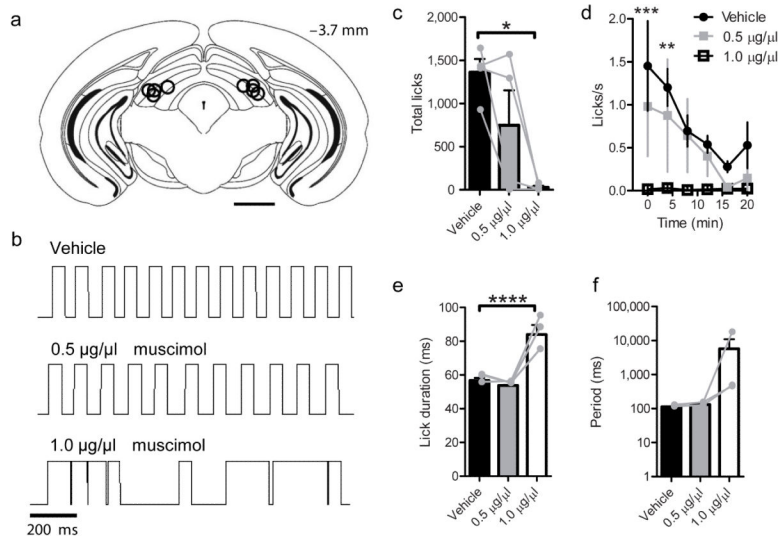 a
−3.7 mm
b
Vehicle
0.5 µg/µl muscimol
1.0 µg/µl muscimol
200 ms
c
2,000
1,500
1,000
500
0
Total licks
*
Vehicle
0.5 µg/µl
1.0 µg/µl
d
Vehicle
0.5 µg/µl
1.0 µg/µl
***
**
2.0
1.5
1.0
0.5
0.0
Licks/s
0 4 8 12 16 20
Time (min)
e
100
80
60
40
20
0
Lick duration (ms)
****
Vehicle
0.5 µg/µl
1.0 µg/µl
f
100,000
10,000
1,000
100
10
1
Period (ms)
Vehicle
0.5 µg/µl
1.0 µg/µl